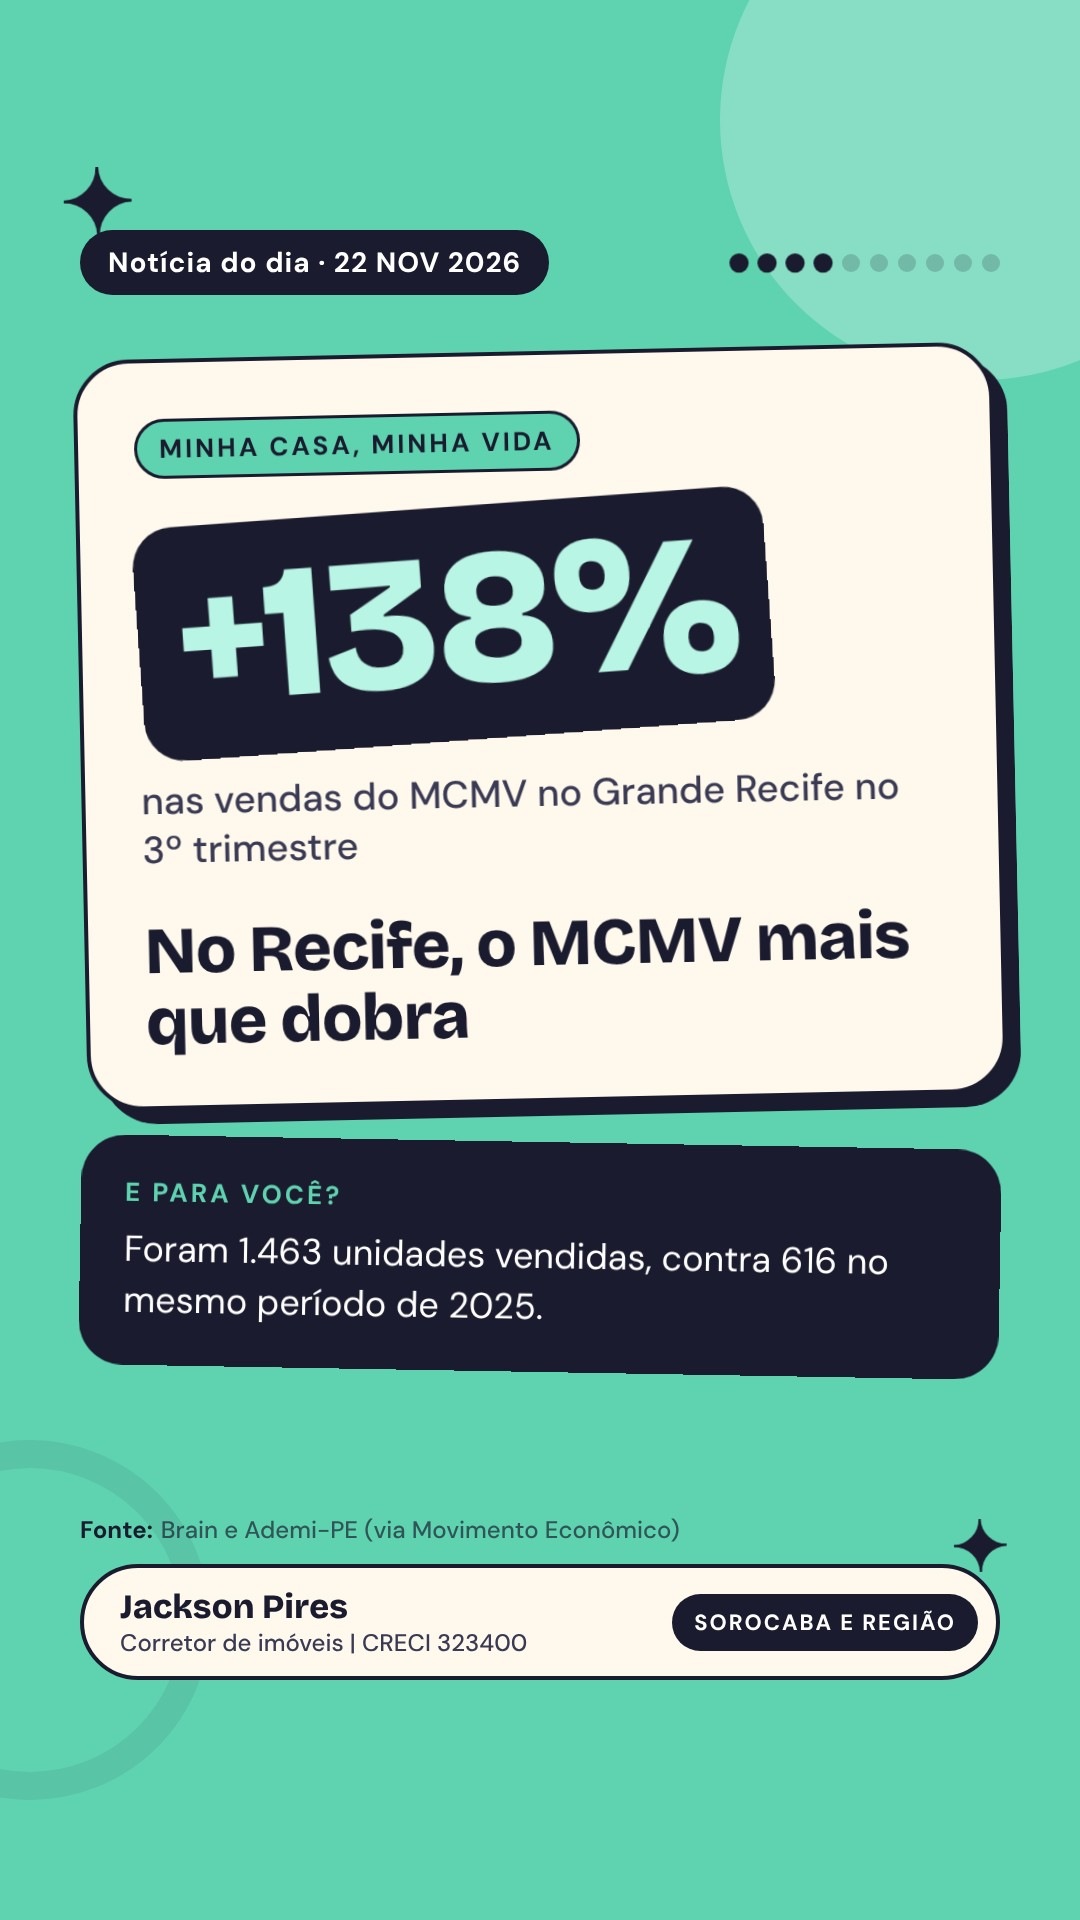 Notícia do dia · 22 NOV 2026
MINHA CASA, MINHA VIDA
+138%
nas vendas do MCMV no Grande Recife no
3º trimestre
No Recife, o MCMV mais
que dobra
E PARA VOCÊ?
Foram 1.463 unidades vendidas, contra 616 no
mesmo período de 2025.
Fonte: Brain e Ademi-PE (via Movimento Econômico)
Jackson Pires
Corretor de imóveis | CRECI 323400
SOROCABA E REGIÃO